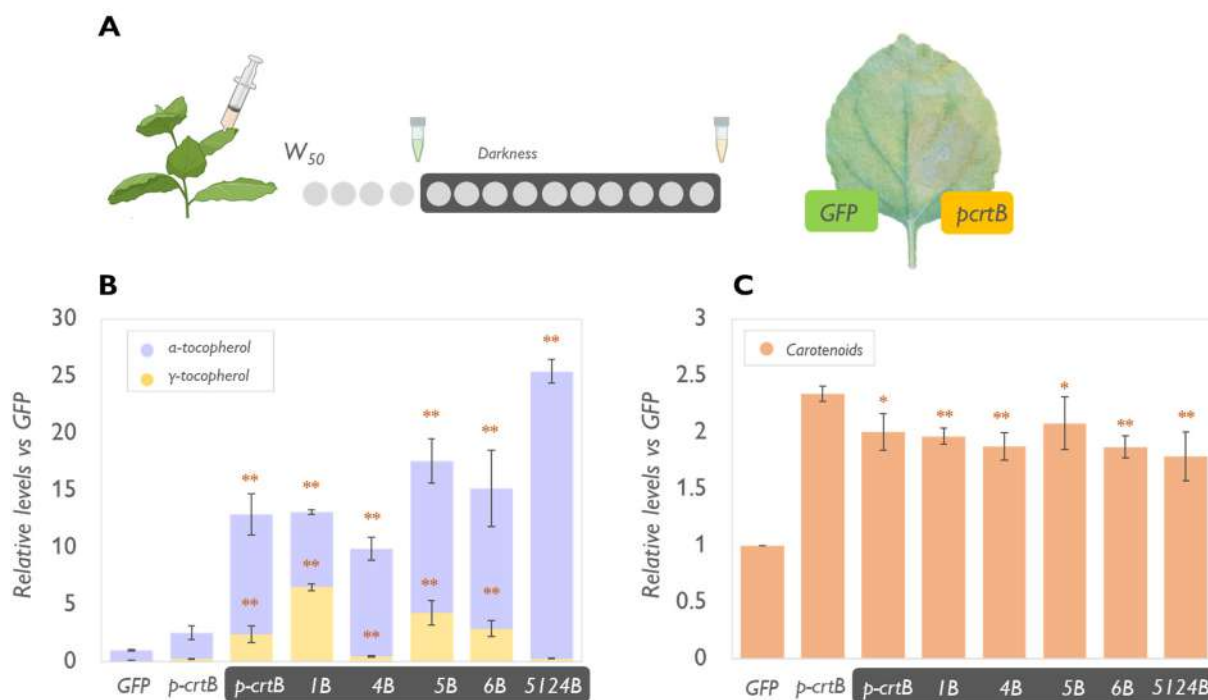 A
W50
Darkness
GFP
pcrtB
B
Relative levels vs GFP
30
25
20
15
10
5
0
α-tocopherol
γ-tocopherol
**
**
**
**
**
**
**
**
**
**
**
GFP
p-crtB
p-crtB
1B
4B
5B
6B
5124B
C
Relative levels vs GFP
3
2.5
2
1.5
1
0.5
0
Carotenoids
*
**
**
*
**
**
GFP
p-crtB
p-crtB
1B
4B
5B
6B
5124B